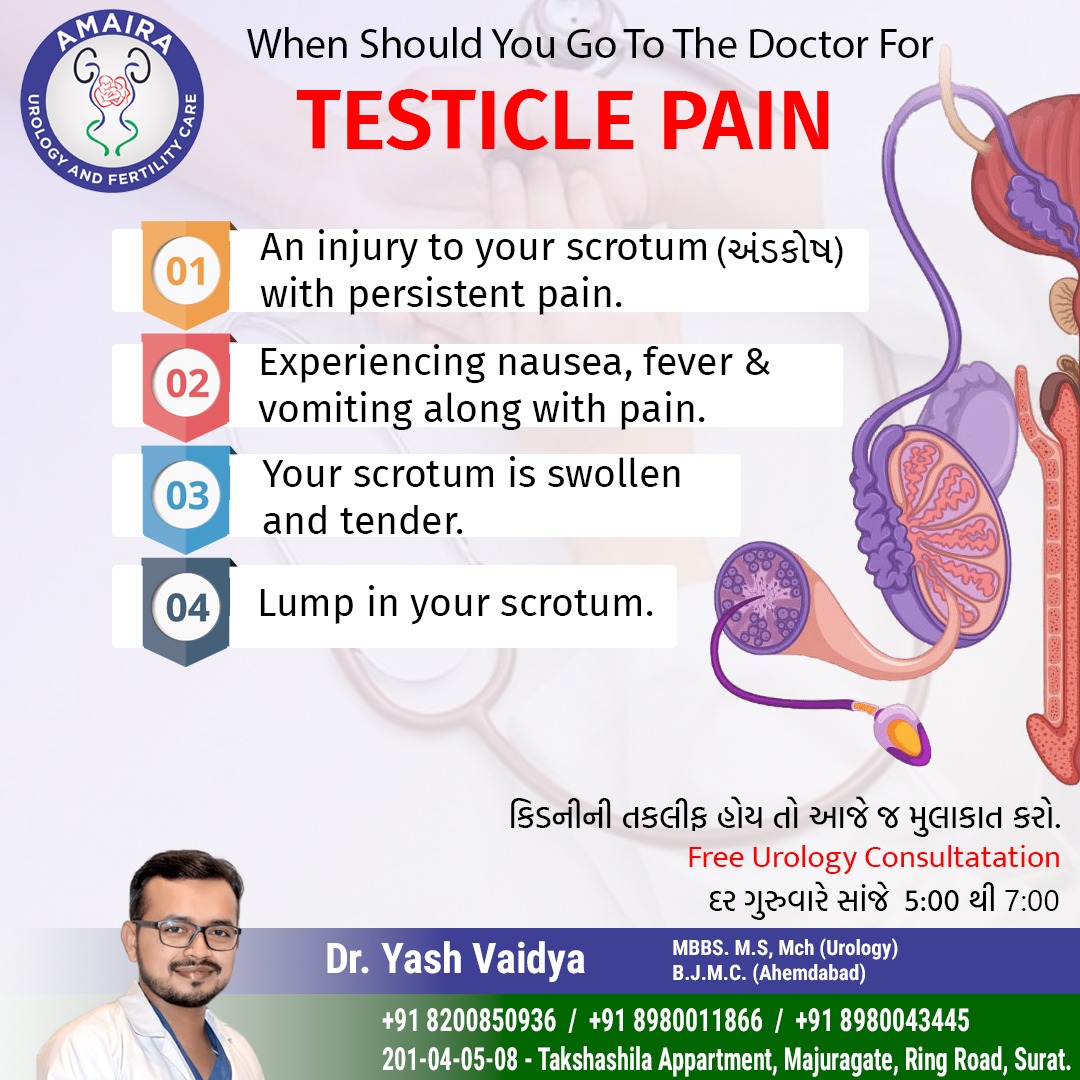 AMAIRA
UROLOGY AND FERTILITY CARE
When Should You Go To The Doctor For
TESTICLE PAIN
01
An injury to your scrotum (અંડકોષ)
with persistent pain.
02
Experiencing nausea, fever &
vomiting along with pain.
03
Your scrotum is swollen
and tender.
04
Lump in your scrotum.
કિડનીની તકલીફ હોય તો આજે જ મુલાકાત કરો.
Free Urology Consultatation
દર ગુરુવારે સાંજે 5:00 થી 7:00
Dr. Yash Vaidya
MBBS. M.S, Mch (Urology)
B.J.M.C. (Ahemdabad)
+91 8200850936 / +91 8980011866 / +91 8980043445
201-04-05-08 - Takshashila Appartment, Majuragate, Ring Road, Surat.